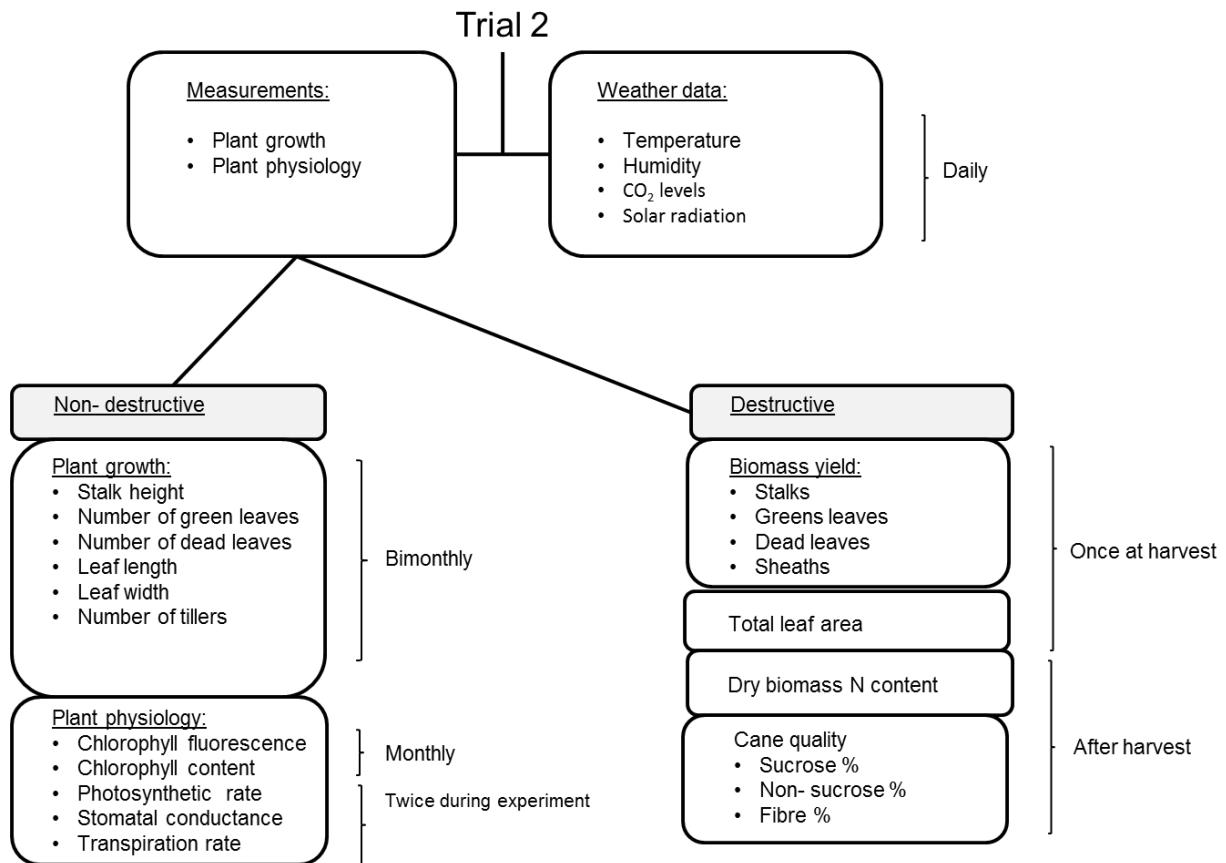 Trial 2
Measurements:
• Plant growth
• Plant physiology
Weather data:
• Temperature
• Humidity
• CO₂ levels
• Solar radiation
Daily
Non- destructive
Plant growth:
• Stalk height
• Number of green leaves
• Number of dead leaves
• Leaf length
• Leaf width
• Number of tillers
Bimonthly
Plant physiology:
• Chlorophyll fluorescence
• Chlorophyll content
• Photosynthetic rate
• Stomatal conductance
• Transpiration rate
Monthly
Twice during experiment
Destructive
Biomass yield:
• Stalks
• Greens leaves
• Dead leaves
• Sheaths
Total leaf area
Once at harvest
Dry biomass N content
Cane quality
• Sucrose %
• Non- sucrose %
• Fibre %
After harvest